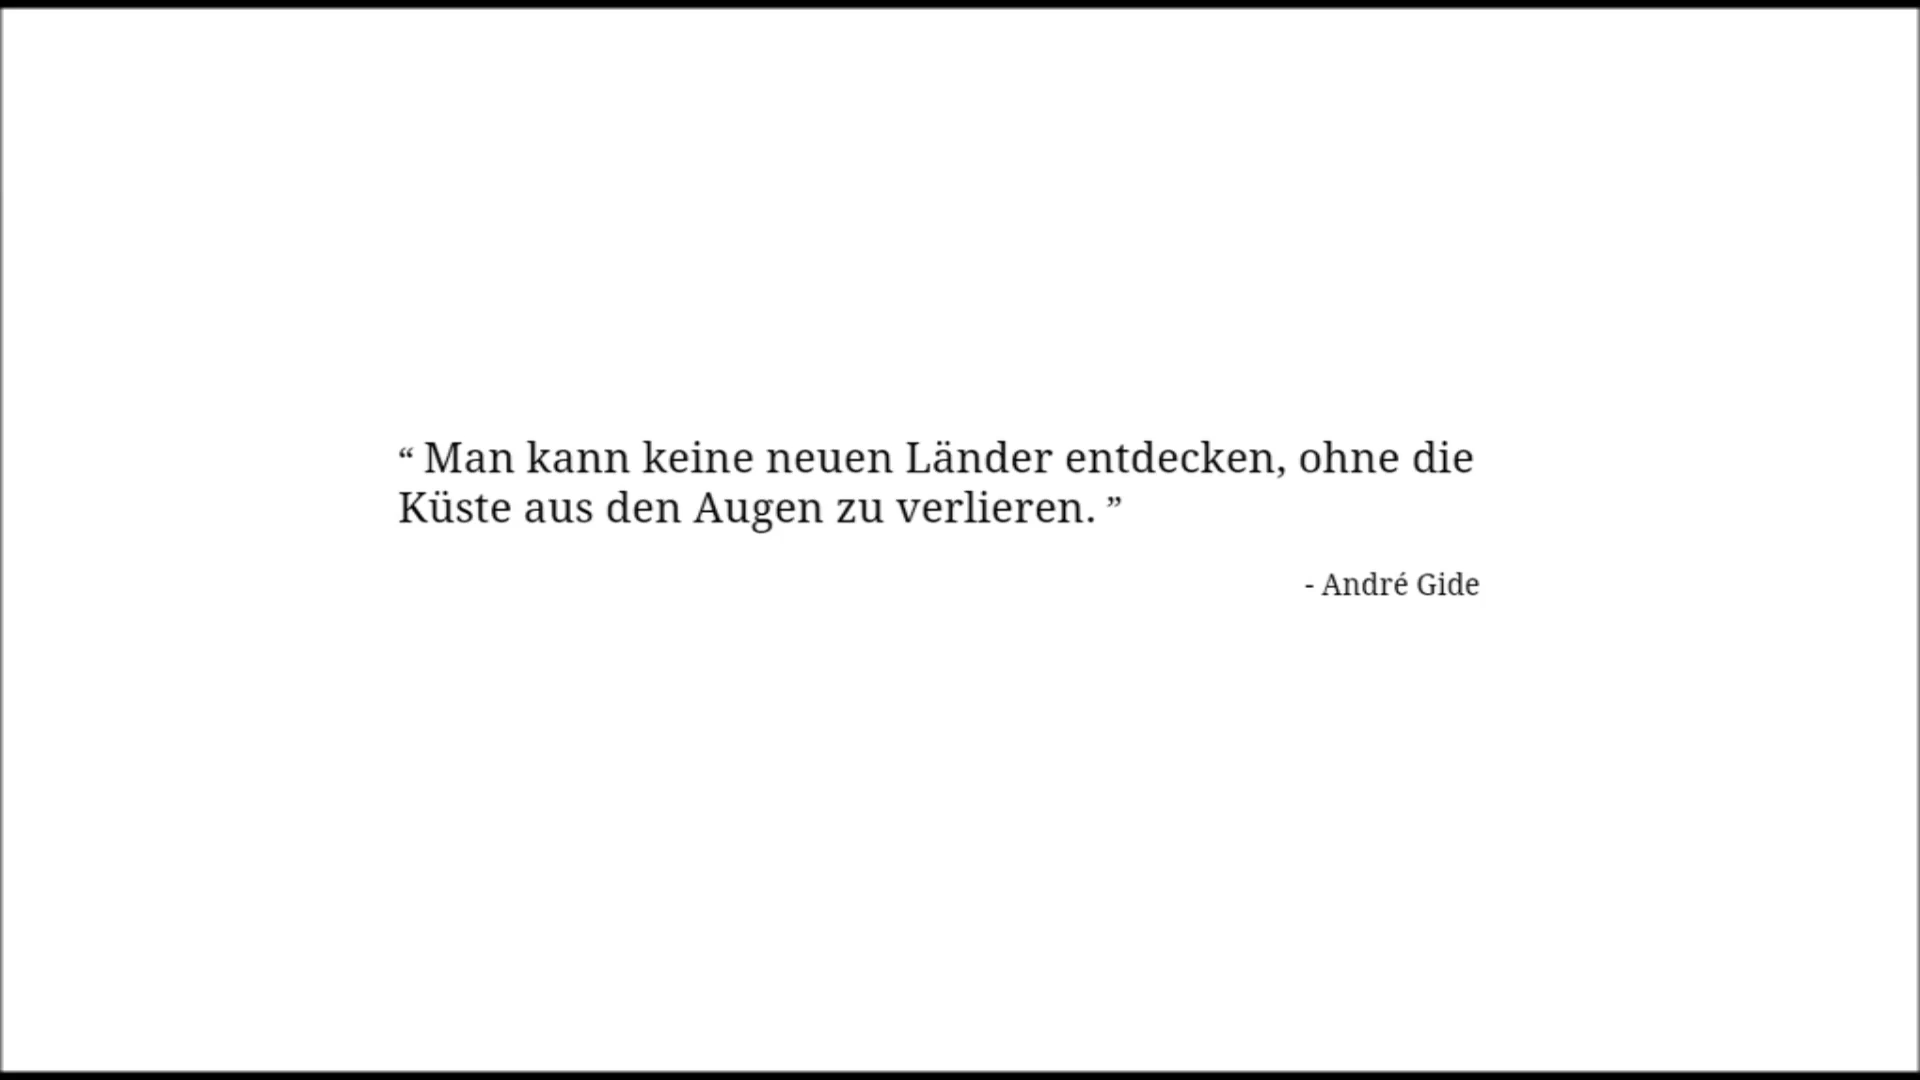 “ Man kann keine neuen Länder entdecken, ohne die
Küste aus den Augen zu verlieren. ”
- André Gide